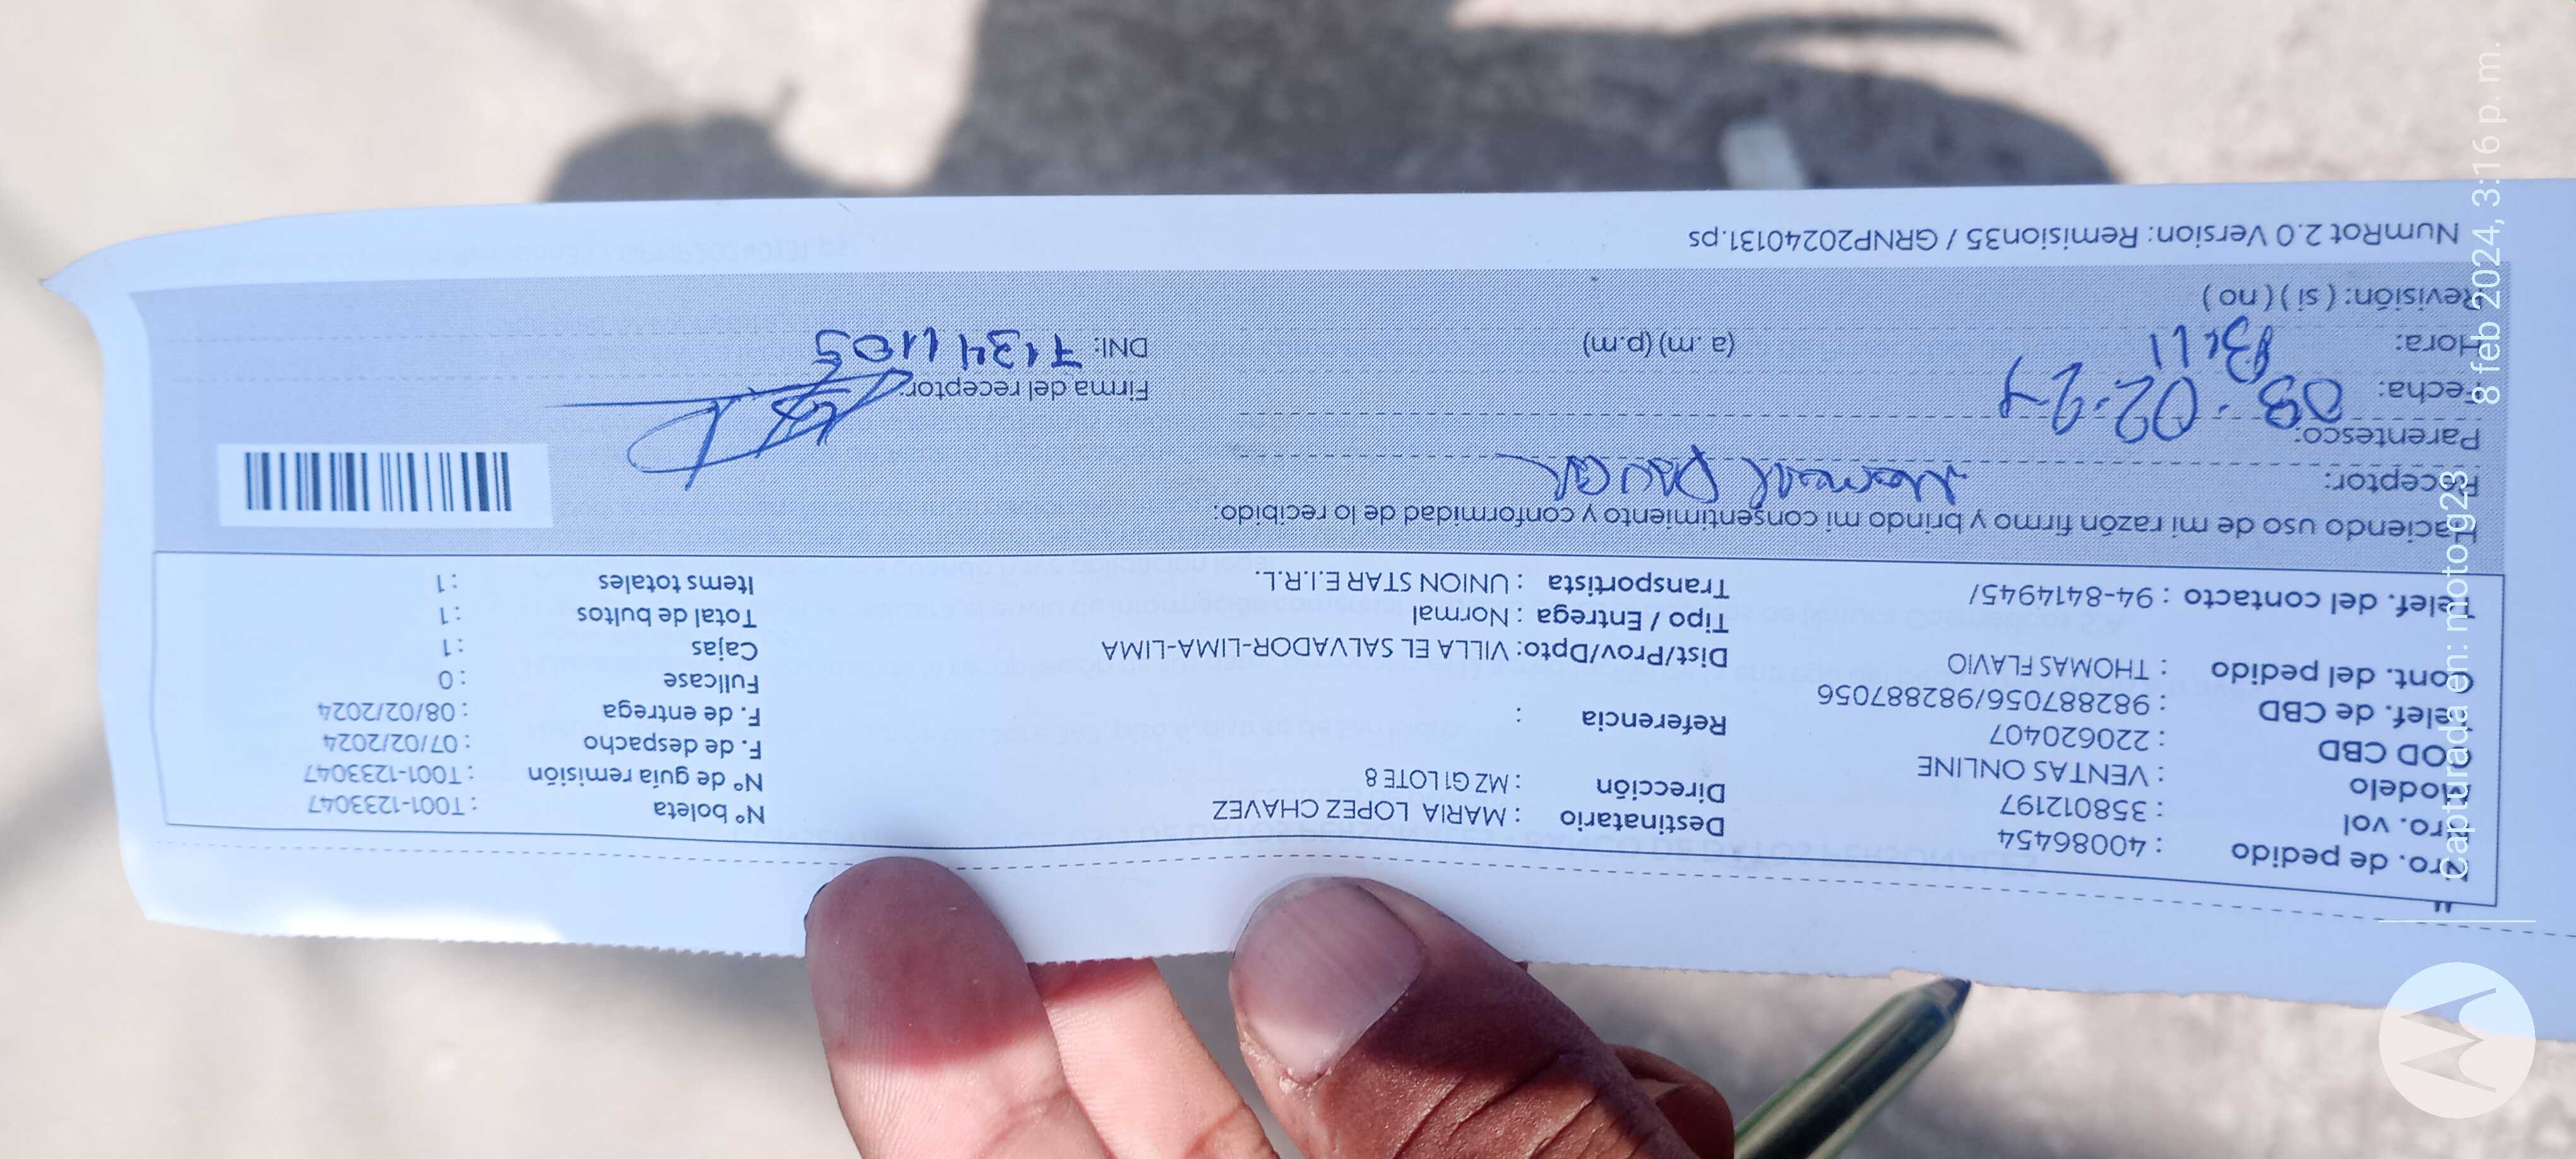 Nro. de pedido : 40086454
Nro. vol : 35801219​7
Modelo : VENTAS ONLINE
COD CBD : 220620407
Telef. de CBD : 982887056/982887056
Cont. del pedido : THOMAS FLAVIO
Telef. del contacto : 94-8414945/
Destinatario : MARIA LOPEZ CHAVEZ
Dirección : MZ G1 LOTE 8
Referencia :
Dist/Prov/Dpto: VILLA EL SALVADOR-LIMA-LIMA
Tipo / Entrega : Normal
Transportista : UNION STAR E.I.R.L.
N° boleta : T001-1233047
N° de guia remisión : T001-1233047
F. de despacho : 07/02/2024
F. de entrega : 08/02/2024
Fullcase : 0
Cajas : 1
Total de bultos : 1
Items totales : 1
Haciendo uso de mi razón firmo y brindo mi consentimiento y conformidad de lo recibido:
Receptor:
Parentesco:
Fecha: 08-02-24
Hora: (a.m) (p.m)
Revisión: ( si ) ( no )
Firma del receptor:
DNI: 71341105
NumRot 2.0 Version: Remision35 / GRNP20240131.ps
8 feb 2024, 3:16 p. m.
Capturada en: moto g23